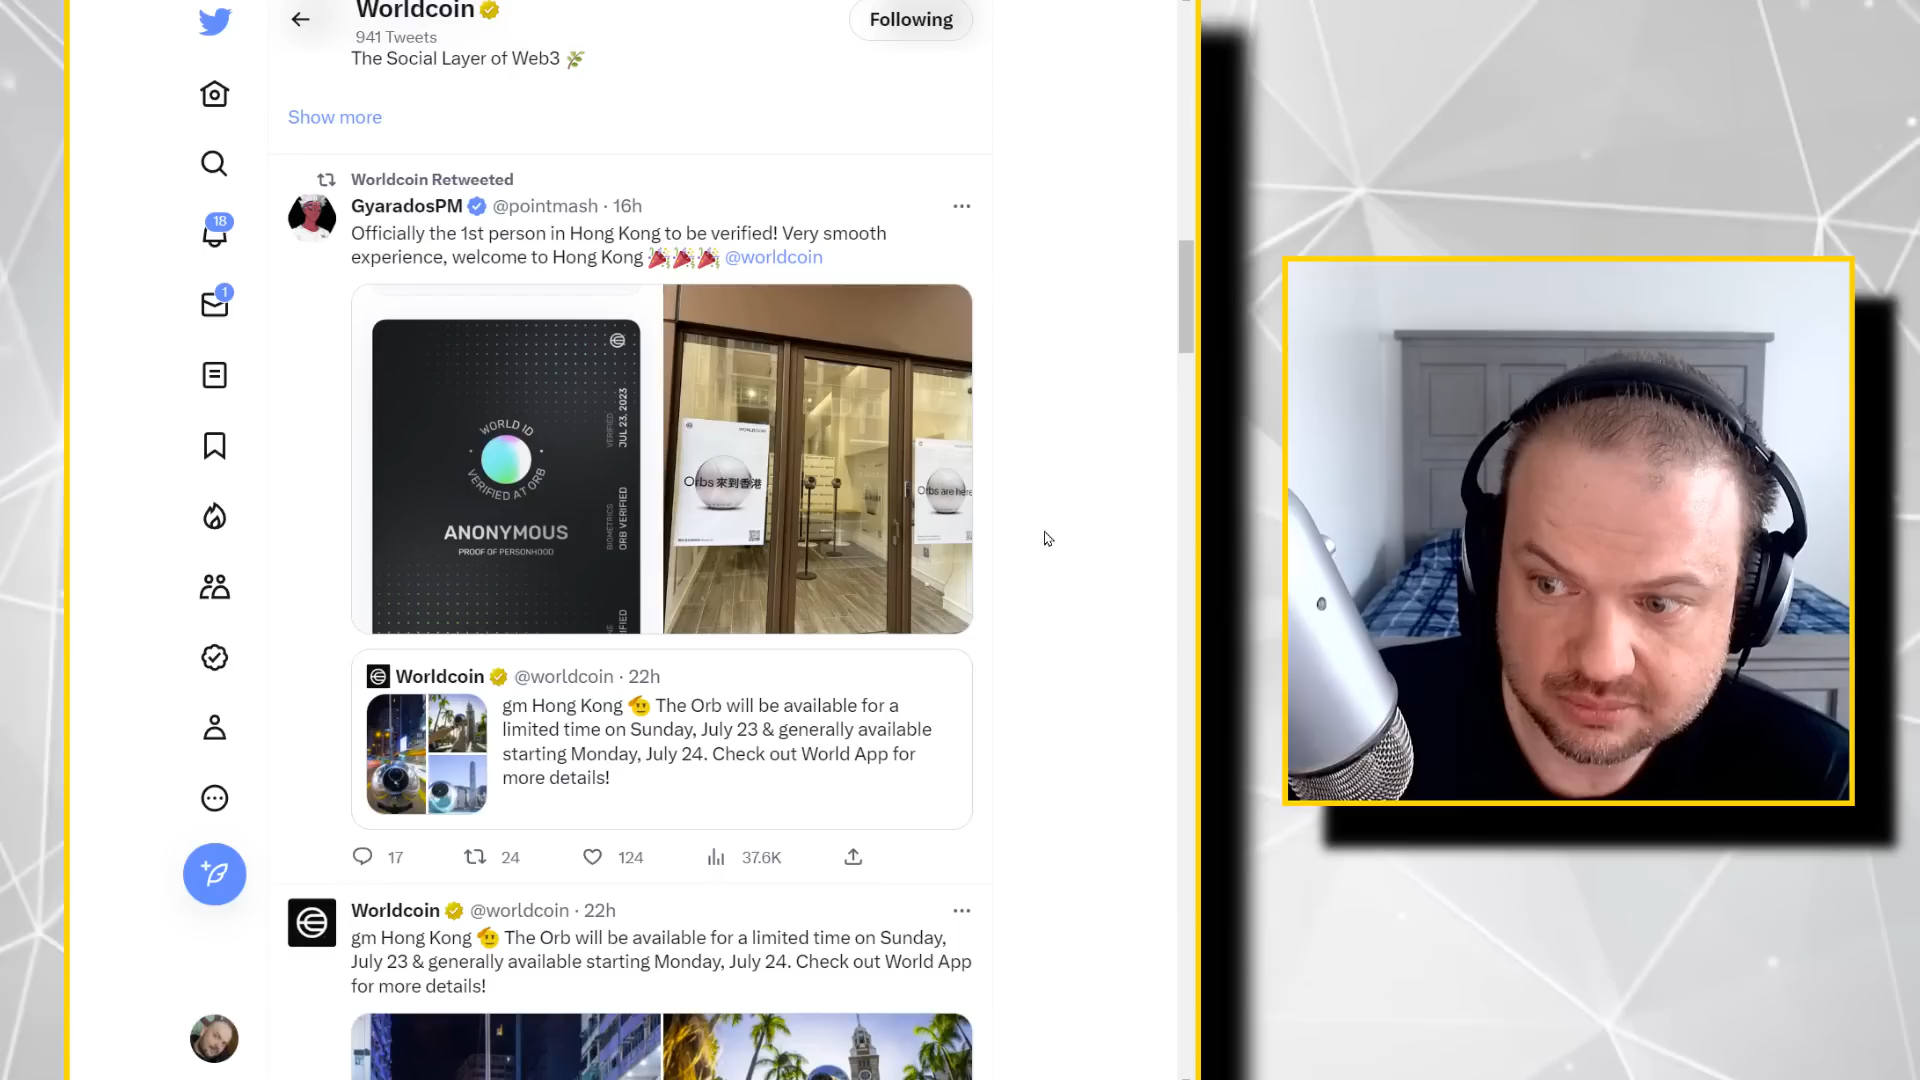 Worldcoin
941 Tweets
Following
The Social Layer of Web3
Show more
Worldcoin Retweeted
GyaradosPM @pointmash · 16h
Officially the 1st person in Hong Kong to be verified! Very smooth
experience, welcome to Hong Kong 🎉🎉🎉 @worldcoin
WORLD ID
VERIFIED AT ORB
ANONYMOUS
PROOF OF PERSONHOOD
VERIFIED
JUL 23, 2023
BIOMETRICS
ORB VERIFIED
WORLDCOIN
Orbs 來到香港
Orbs are here
Worldcoin @worldcoin · 22h
gm Hong Kong 🫡 The Orb will be available for a
limited time on Sunday, July 23 & generally available
starting Monday, July 24. Check out World App for
more details!
17
24
124
37.6K
Worldcoin @worldcoin · 22h
gm Hong Kong 🫡 The Orb will be available for a limited time on Sunday,
July 23 & generally available starting Monday, July 24. Check out World App
for more details!
18
1